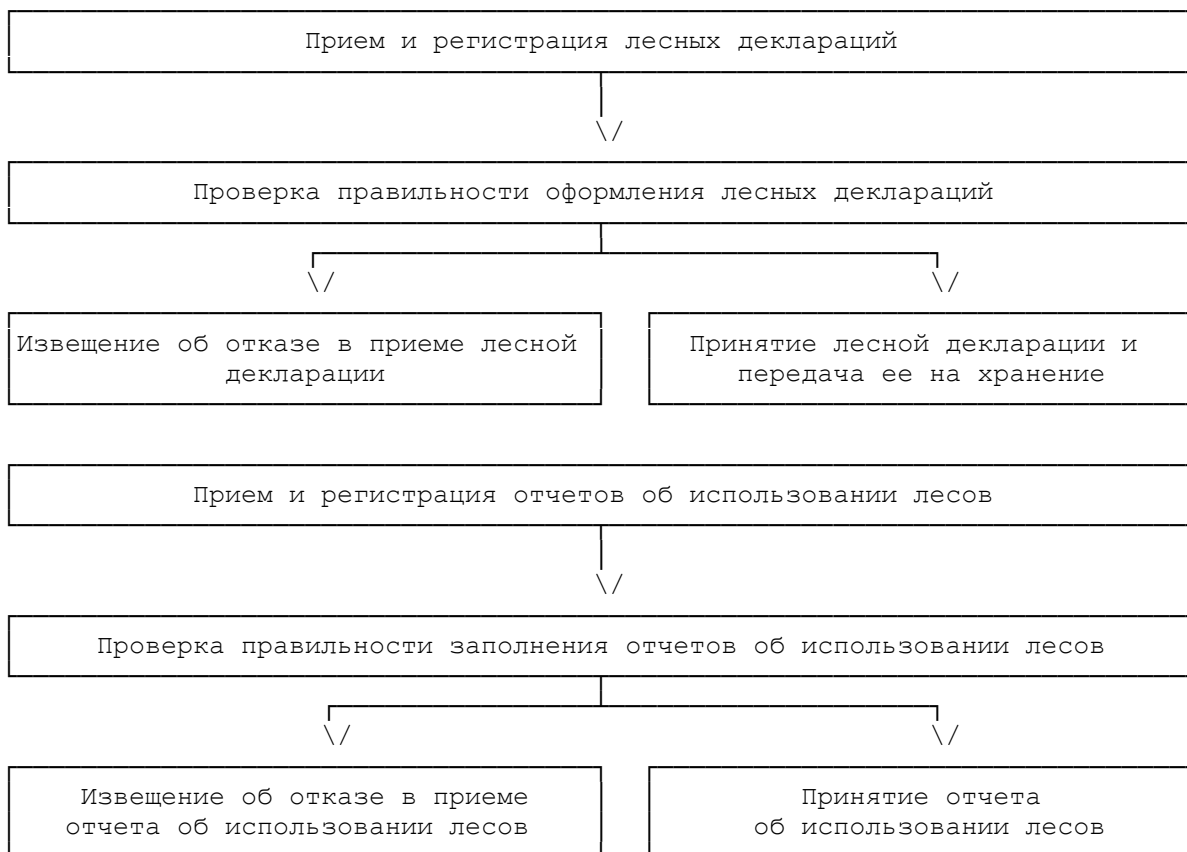 Прием и регистрация лесных деклараций
\/
Проверка правильности оформления лесных деклараций
\/ \/
Извещение об отказе в приеме лесной
декларации
Принятие лесной декларации и
передача ее на хранение
Прием и регистрация отчетов об использовании лесов
\/
Проверка правильности заполнения отчетов об использовании лесов
\/ \/
Извещение об отказе в приеме
отчета об использовании лесов
Принятие отчета
об использовании лесов